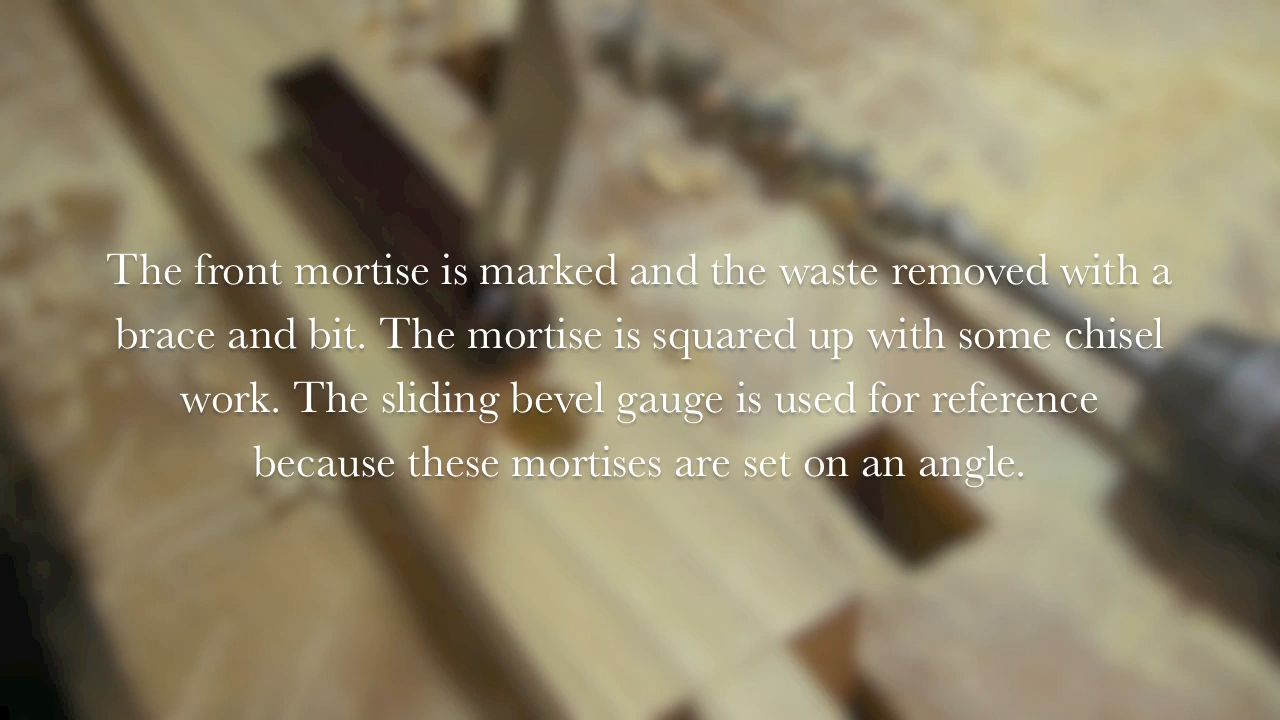 The front mortise is marked and the waste removed with a
brace and bit. The mortise is squared up with some chisel
work. The sliding bevel gauge is used for reference
because these mortises are set on an angle.